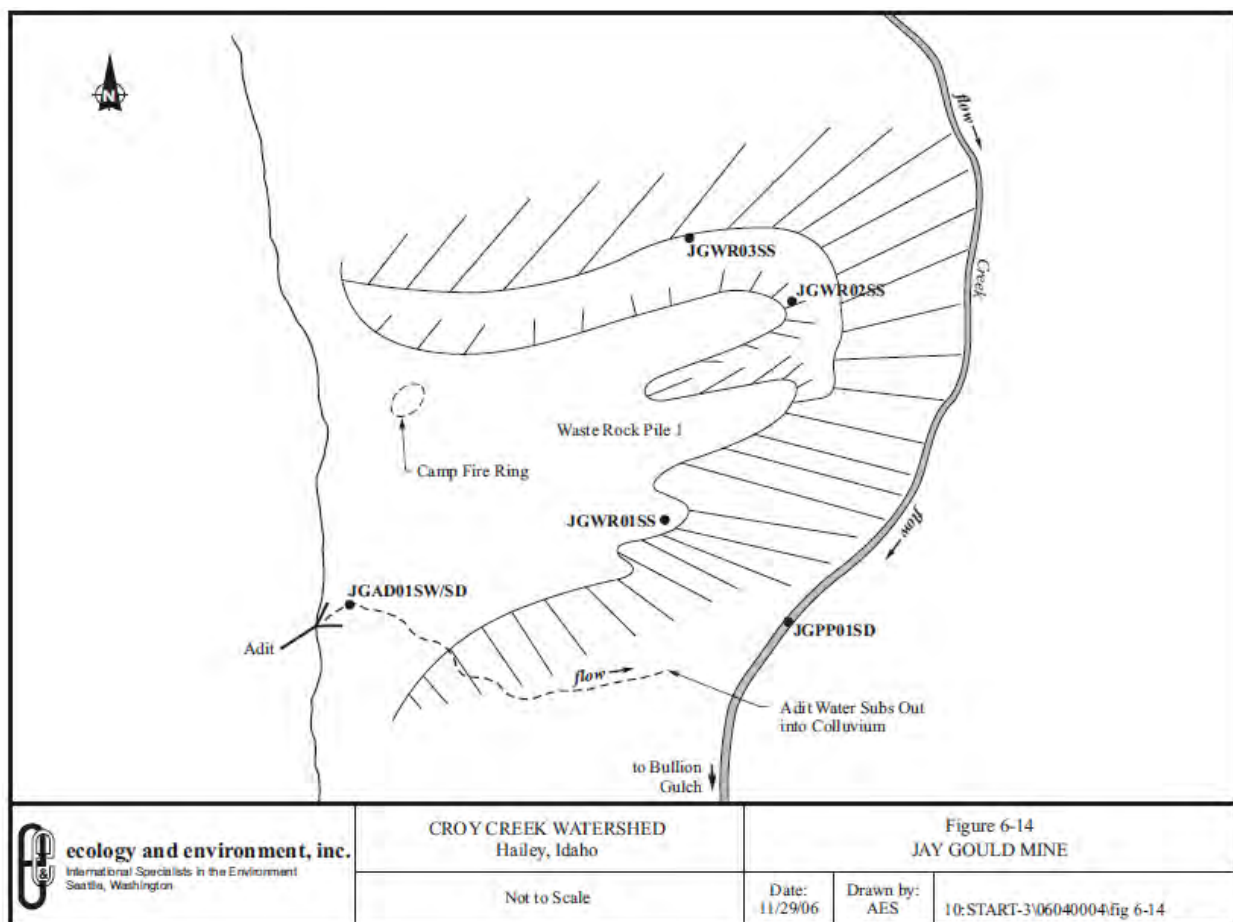 N
flow
JGWR03SS
Creek
JGWR02SS
Waste Rock Pile 1
Camp Fire Ring
JGWR01SS
flow
JGAD01SW/SD
JGPP01SD
Adit
flow
Adit Water Subs Out
into Colluvium
to Bullion
Gulch
ecology and environment, inc.
International Specialists in the Environment
Seattle, Washington
CROY CREEK WATERSHED
Hailey, Idaho
Not to Scale
Figure 6-14
JAY GOULD MINE
Date:
11/29/06
Drawn by:
AES
10:START-3\06040004\fig 6-14